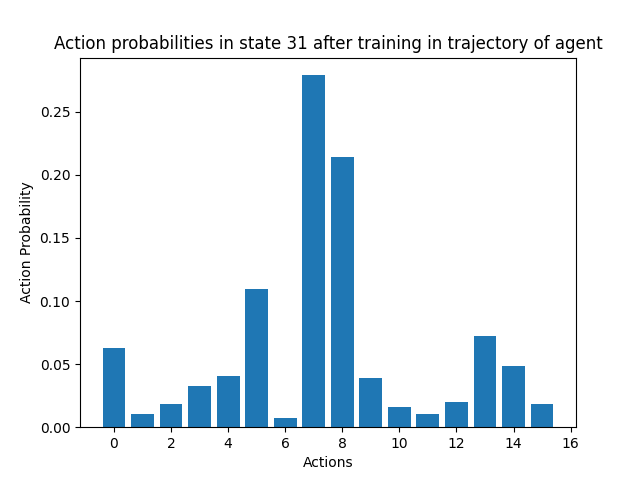 Action probabilities in state 31 after training in trajectory of agent
Action Probability
0.25
0.20
0.15
0.10
0.05
0.00
0 2 4 6 8 10 12 14 16
Actions